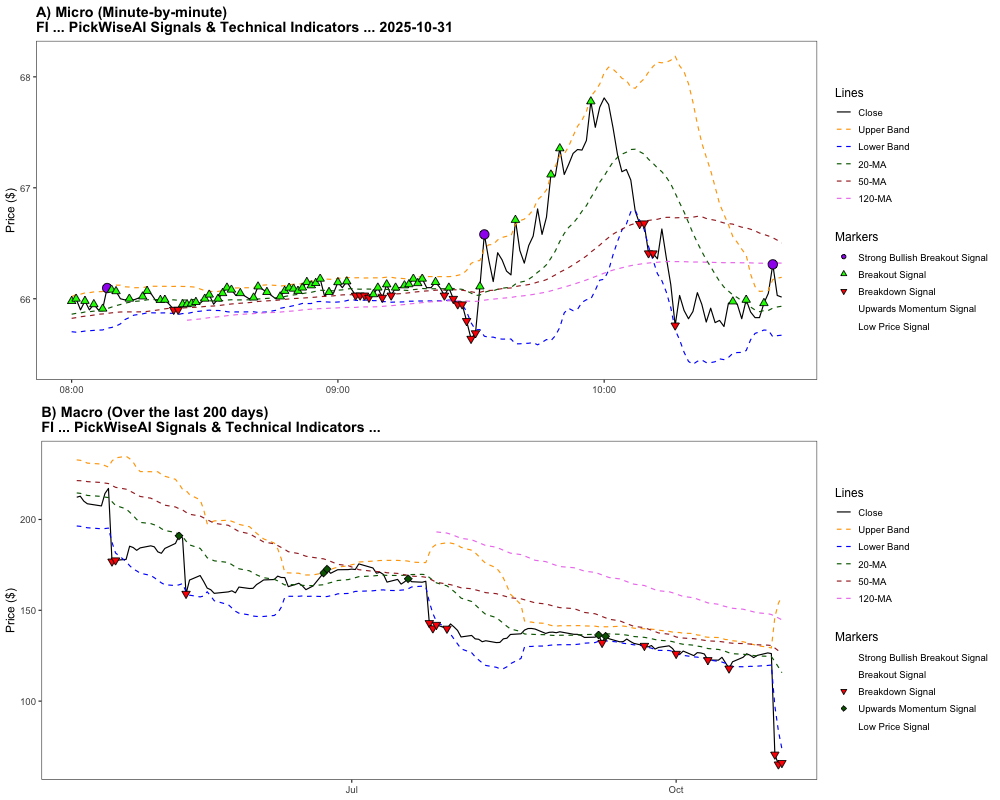 A) Micro (Minute-by-minute)
FI ... PickWiseAI Signals & Technical Indicators ... 2025-10-31
68
67
66
Price ($)
08:00
09:00
10:00
Lines
Close
Upper Band
Lower Band
20-MA
50-MA
120-MA
Markers
Strong Bullish Breakout Signal
Breakout Signal
Breakdown Signal
Upwards Momentum Signal
Low Price Signal
B) Macro (Over the last 200 days)
FI ... PickWiseAI Signals & Technical Indicators ...
200
150
100
Price ($)
Jul
Oct
Lines
Close
Upper Band
Lower Band
20-MA
50-MA
120-MA
Markers
Strong Bullish Breakout Signal
Breakout Signal
Breakdown Signal
Upwards Momentum Signal
Low Price Signal